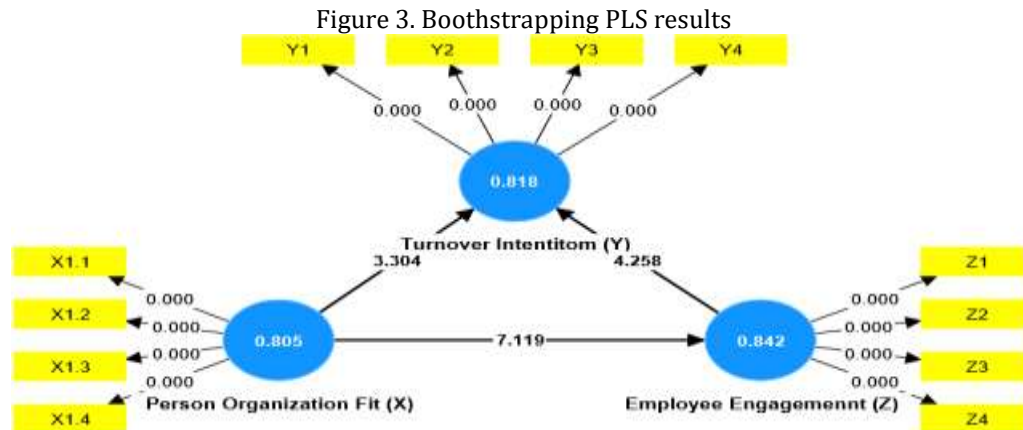 Figure 3. Boothstrapping PLS results
Y1 Y2 Y3 Y4
0.000 0.000 0.000 0.000
0.818
Turnover Intentitom (Y)
3.304 4.258
X1.1 Z1
0.000 0.000
X1.2 Z2
0.000 0.000
0.805 7.119 0.842
X1.3 0.000 0.000 Z3
0.000 0.000
Person Organization Fit (X) Employee Engagemennt (Z)
X1.4 Z4